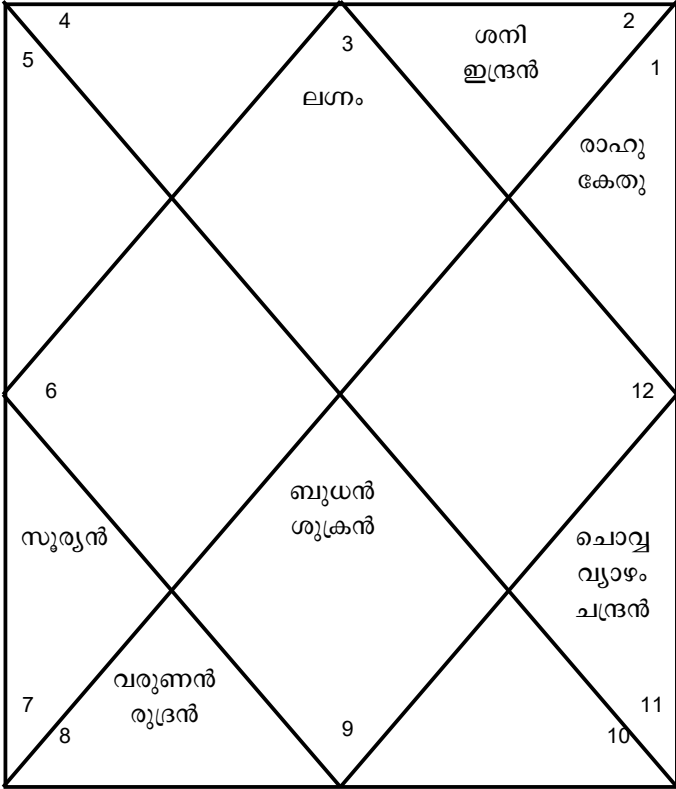 4
3
ശനി
2
5
ഇന്ദ്രൻ
1
ലഗ്നം
രാഹു
കേതു
6
12
ബുധൻ
ശുക്രൻ
സൂര്യൻ
ചൊവ്വ
വ്യാഴം
ചന്ദ്രൻ
വരുണൻ
രുദ്രൻ
7
8
9
11
10